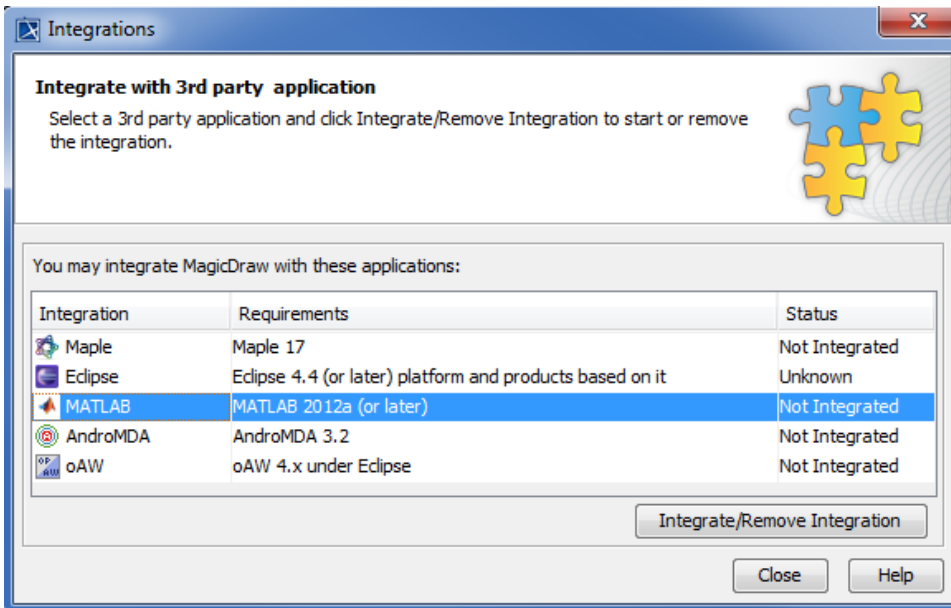 Integrations
Integrate with 3rd party application
Select a 3rd party application and click Integrate/Remove Integration to start or remove
the integration.
You may integrate MagicDraw with these applications:
Integration Requirements Status
Maple Maple 17 Not Integrated
Eclipse Eclipse 4.4 (or later) platform and products based on it Unknown
MATLAB MATLAB 2012a (or later) Not Integrated
AndroMDA AndroMDA 3.2 Not Integrated
oAW oAW 4.x under Eclipse Not Integrated
Integrate/Remove Integration
Close Help